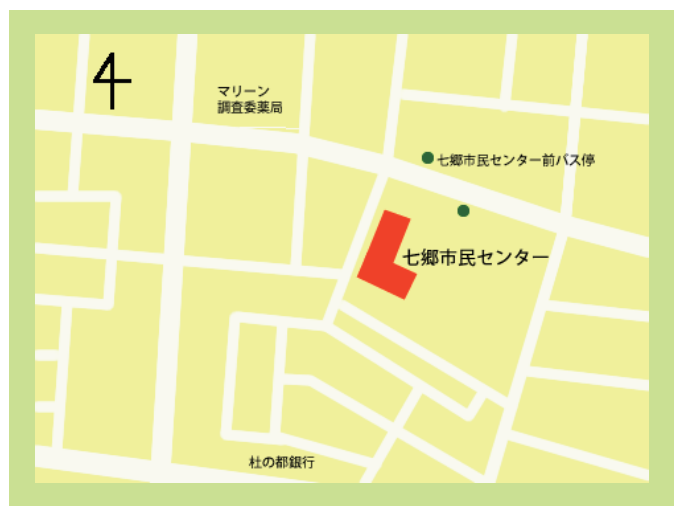 マリーン
調査委薬局
七郷市民センター前バス停
七郷市民センター
杜の都銀行